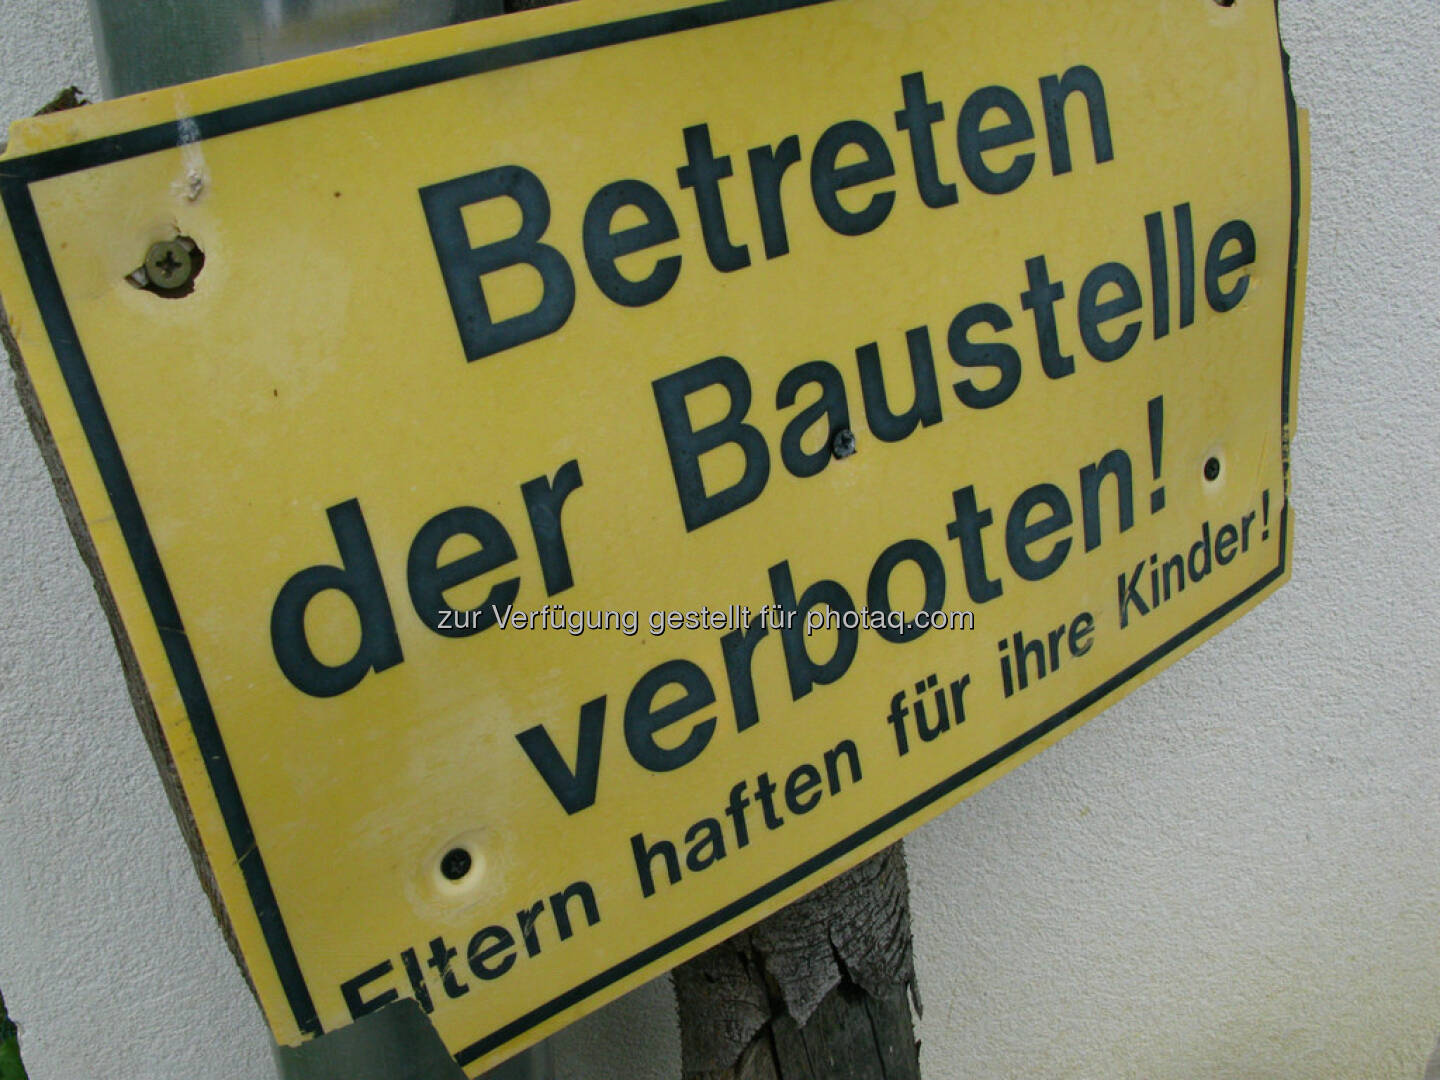 Betreten
der Baustelle
verboten!
Eltern haften für ihre Kinder!
zur Verfügung gestellt für photaq.com